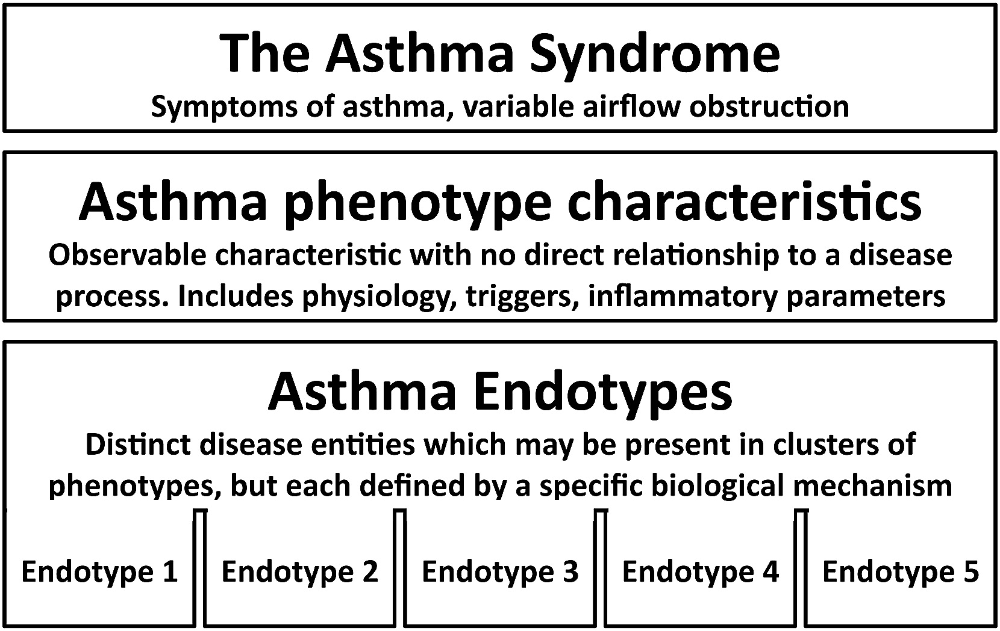 The Asthma Syndrome
Symptoms of asthma, variable airflow obstruction
Asthma phenotype characteristics
Observable characteristic with no direct relationship to a disease
process. Includes physiology, triggers, inflammatory parameters
Asthma Endotypes
Distinct disease entities which may be present in clusters of
phenotypes, but each defined by a specific biological mechanism
Endotype 1
Endotype 2
Endotype 3
Endotype 4
Endotype 5